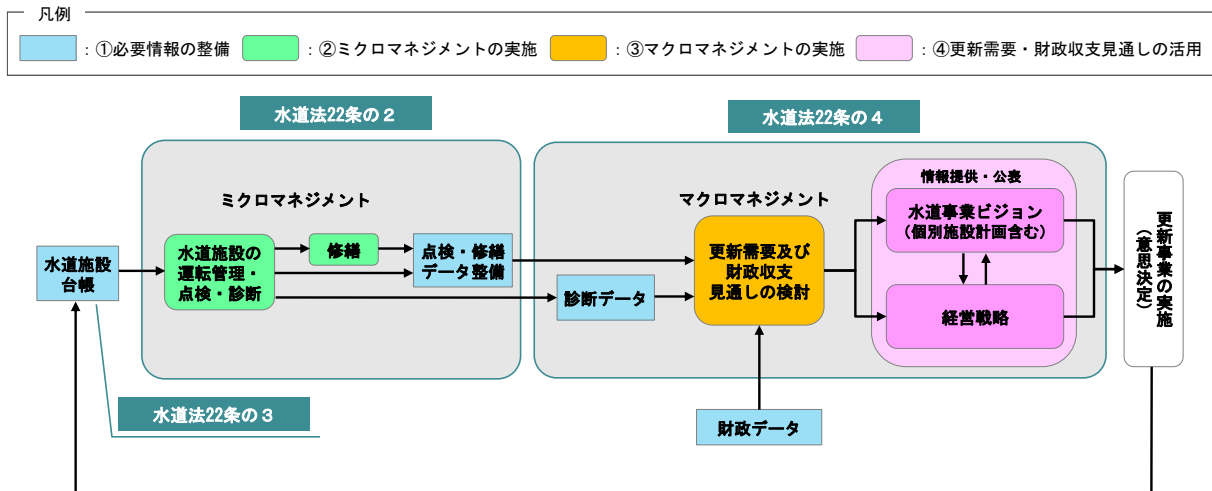 凡例
：①必要情報の整備
：②ミクロマネジメントの実施
：③マクロマネジメントの実施
：④更新需要・財政収支見通しの活用
水道法22条の２
水道法22条の４
ミクロマネジメント
マクロマネジメント
情報提供・公表
水道施設
台帳
水道施設の
運転管理・
点検・診断
修繕
点検・修繕
データ整備
診断データ
更新需要及び
財政収支
見通しの検討
水道事業ビジョン
（個別施設計画含む）
経営戦略
更新事業の実施
（意思決定）
水道法22条の３
財政データ